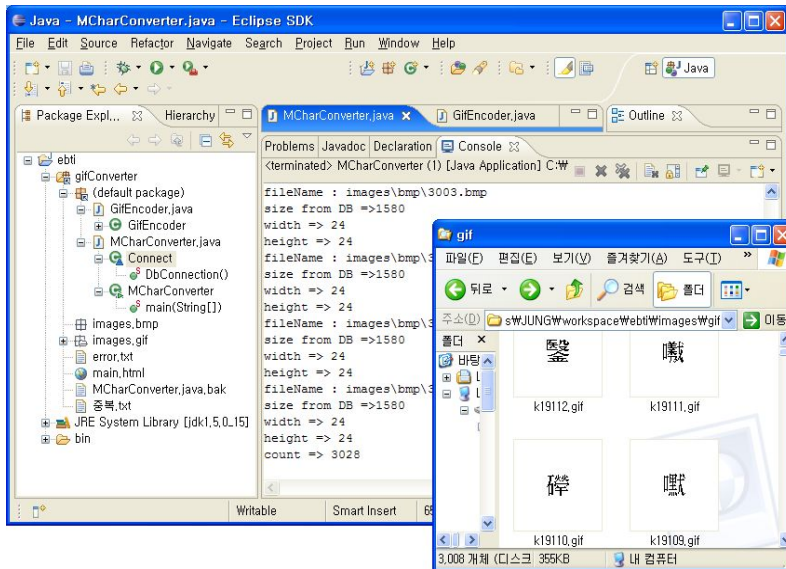 Java - MCharConverter.java - Eclipse SDK
File Edit Source Refactor Navigate Search Project Run Window Help
Java
Package Expl... Hierarchy
MCharConverter.java GifEncoder.java
Outline
Problems Javadoc Declaration Console
<terminated> MCharConverter (1) [Java Application] C:₩
ebti
gifConverter
(default package)
GifEncoder.java
GifEncoder
MCharConverter.java
Connect
DbConnection()
MCharConverter
main(String[])
images.bmp
images.gif
error.txt
main.html
MCharConverter.java.bak
중복.txt
JRE System Library [jdk1.5.0_15]
bin
fileName : images\bmp\3003.bmp
size from DB =>1580
width => 24
height => 24
fileName : images\bmp\3
size from DB =>1580
width => 24
height => 24
fileName : images\bmp\3
size from DB =>1580
width => 24
height => 24
fileName : images\bmp\3
size from DB =>1580
width => 24
height => 24
count => 3028
Writable Smart Insert
gif
파일(F) 편집(E) 보기(V) 즐겨찾기(A) 도구(T) »
뒤로 검색 폴더
주소(D) s₩JUNG₩workspace₩ebti₩images₩gif 이동
폴더 X
바탕
k19112.gif k19111.gif
k19110.gif k19109.gif
3,008 개체 (디스크 355KB 내 컴퓨터